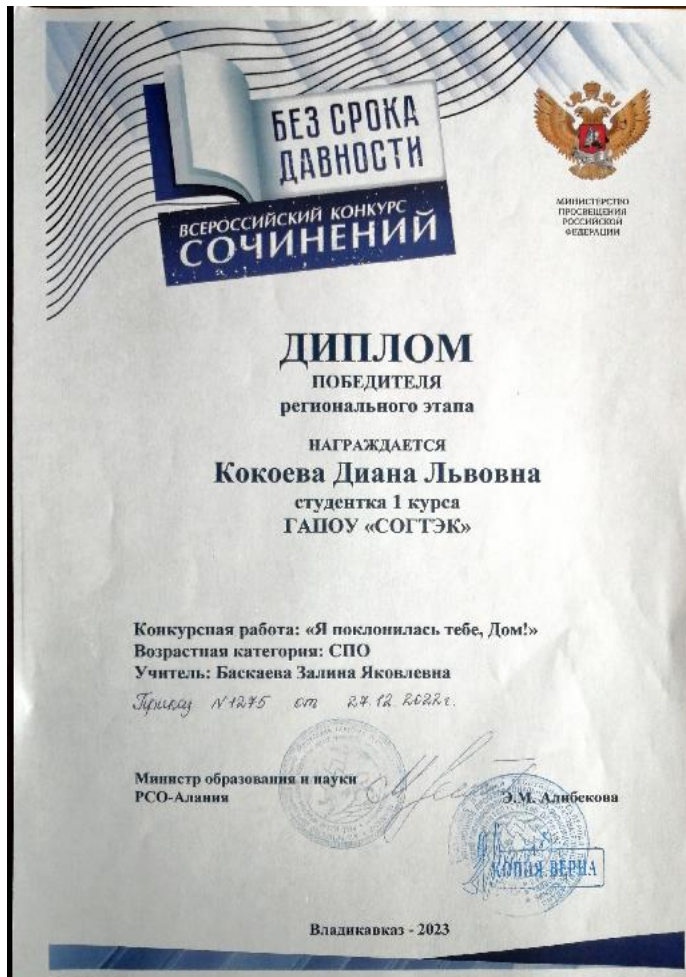 БЕЗ СРОКА
ДАВНОСТИ
ВСЕРОССИЙСКИЙ КОНКУРС
СОЧИНЕНИЙ
МИНИСТЕРСТВО
ПРОСВЕЩЕНИЯ
РОССИЙСКОЙ
ФЕДЕРАЦИИ
ДИПЛОМ
ПОБЕДИТЕЛЯ
регионального этапа
НАГРАЖДАЕТСЯ
Кокоева Диана Львовна
студентка 1 курса
ГАПОУ «СОГТЭК»
Конкурсная работа: «Я поклонилась тебе, Дом!»
Возрастная категория: СПО
Учитель: Баскаева Залина Яковлевна
Приказ №1275 от 27.12.2022г.
Министр образования и науки
РСО-Алания
Э.М. Алибекова
КОПИЯ ВЕРНА
Владикавказ - 2023